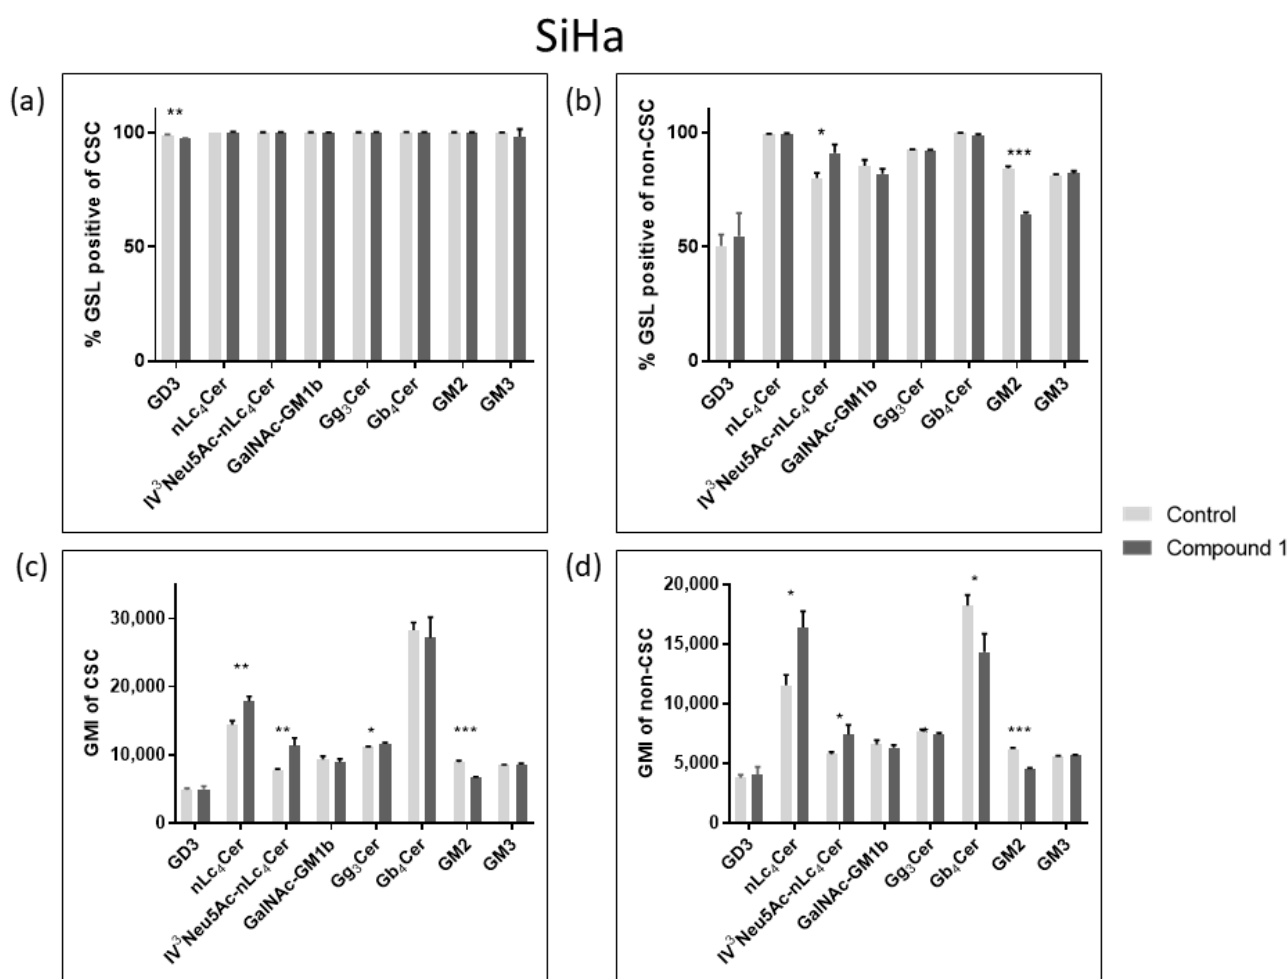 SiHa
(a)
**
% GSL positive of CSC
100
50
0
GD3
nLc₄Cer
IV³Neu5Ac-nLc₄Cer
GalNAc-GM1b
Gg₃Cer
Gb₄Cer
GM2
GM3
(b)
*
***
% GSL positive of non-CSC
100
50
0
GD3
nLc₄Cer
IV³Neu5Ac-nLc₄Cer
GalNAc-GM1b
Gg₃Cer
Gb₄Cer
GM2
GM3
Control
Compound 1
(c)
**
**
*
***
GMI of CSC
30,000
20,000
10,000
0
GD3
nLc₄Cer
IV³Neu5Ac-nLc₄Cer
GalNAc-GM1b
Gg₃Cer
Gb₄Cer
GM2
GM3
(d)
*
*
*
*
***
GMI of non-CSC
20,000
15,000
10,000
5,000
0
GD3
nLc₄Cer
IV³Neu5Ac-nLc₄Cer
GalNAc-GM1b
Gg₃Cer
Gb₄Cer
GM2
GM3